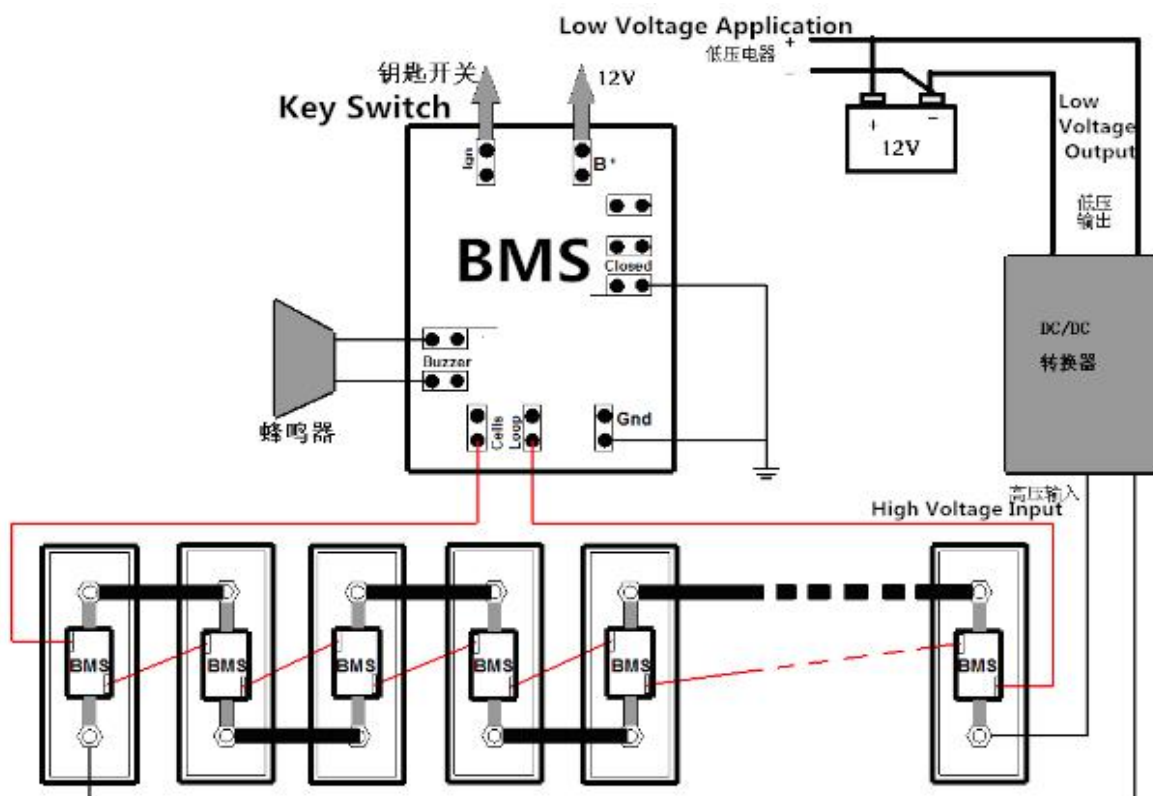 Low Voltage Application
低压电器
+
−
钥匙开关
Key Switch
12V
Ign
B+
+ −
12V
Low
Voltage
Output
低压
输出
BMS
Closed
DC/DC
转换器
Buzzer
蜂鸣器
Cells
Loop
Gnd
高压输入
High Voltage Input
BMS
BMS
BMS
BMS
BMS
BMS